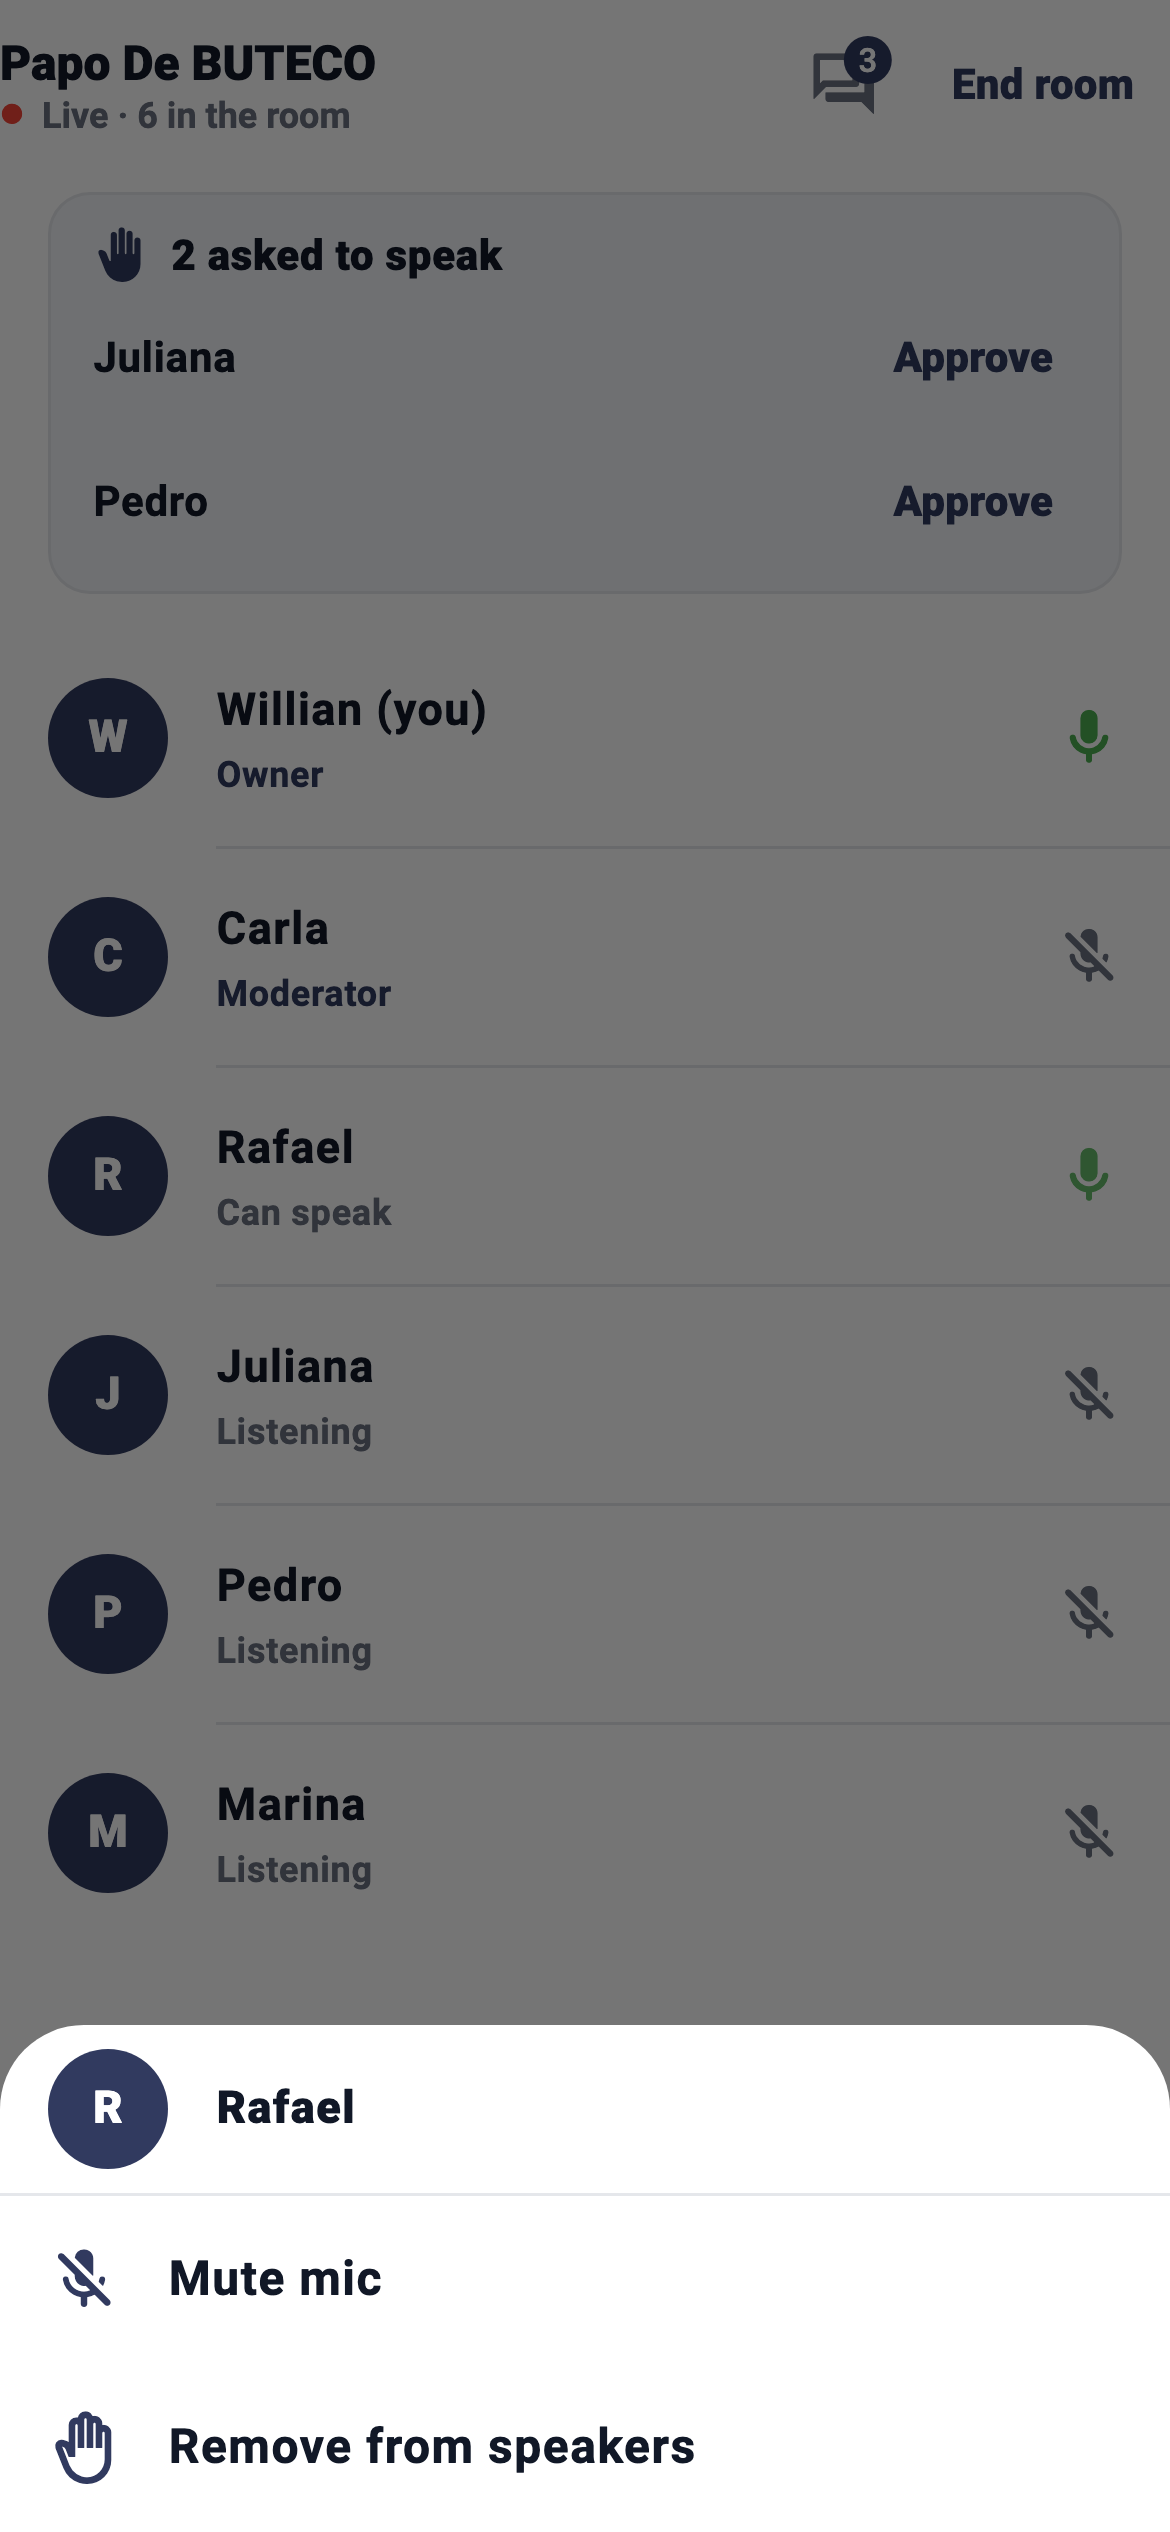 Papo De BUTECO
Live · 6 in the room
3
End room
2 asked to speak
Juliana
Approve
Pedro
Approve
W
Willian (you)
Owner
C
Carla
Moderator
R
Rafael
Can speak
J
Juliana
Listening
P
Pedro
Listening
M
Marina
Listening
R
Rafael
Mute mic
Remove from speakers